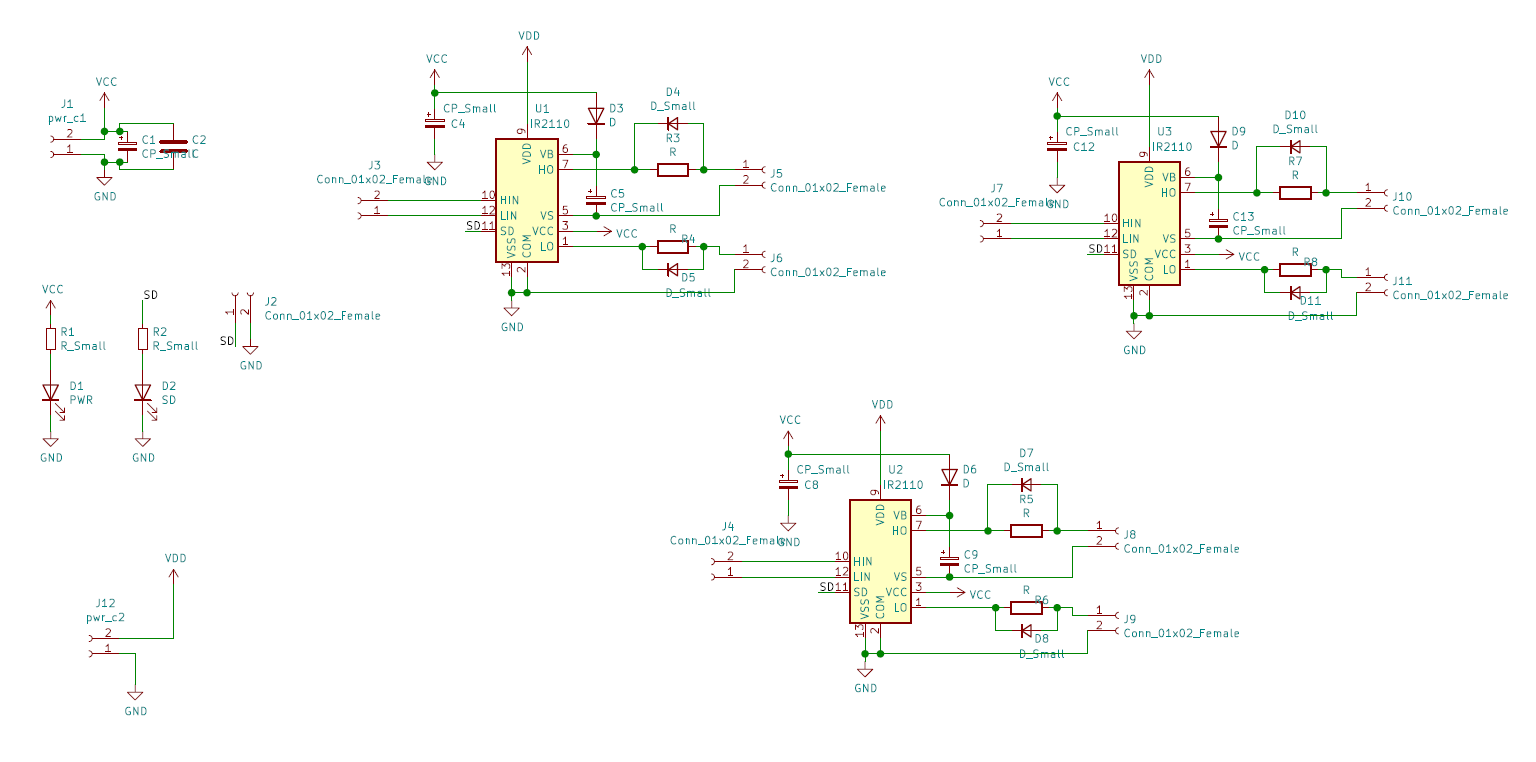 VCC
J1
pwr_c1
2
1
C1
CP_Small
C2
C
GND
VCC
R1
R_Small
D1
PWR
GND
SD
R2
R_Small
D2
SD
GND
J2
Conn_01x02_Female
1
2
SD
GND
VDD
J12
pwr_c2
2
1
GND
VDD
VCC
CP_Small
C4
GND
J3
Conn_01x02_Female
2
1
U1
IR2110
9
VDD
10
HIN
12
LIN
SD
11
SD
VSS
COM
13
2
VB
6
HO
7
VS
5
VCC
3
LO
1
VCC
GND
D3
D
C5
CP_Small
D4
D_Small
R3
R
1
2
J5
Conn_01x02_Female
R
R4
D5
D_Small
1
2
J6
Conn_01x02_Female
VDD
VCC
CP_Small
C12
GND
J7
Conn_01x02_Female
2
1
U3
IR2110
9
VDD
10
HIN
12
LIN
SD
11
SD
VSS
COM
13
2
VB
6
HO
7
VS
5
VCC
3
LO
1
VCC
GND
D9
D
C13
CP_Small
D10
D_Small
R7
R
1
2
J10
Conn_01x02_Female
R
R8
D11
D_Small
1
2
J11
Conn_01x02_Female
VDD
VCC
CP_Small
C8
GND
J4
Conn_01x02_Female
2
1
U2
IR2110
9
VDD
10
HIN
12
LIN
SD
11
SD
VSS
COM
13
2
VB
6
HO
7
VS
5
VCC
3
LO
1
VCC
GND
D6
D
C9
CP_Small
D7
D_Small
R5
R
1
2
J8
Conn_01x02_Female
R
R6
D8
D_Small
1
2
J9
Conn_01x02_Female